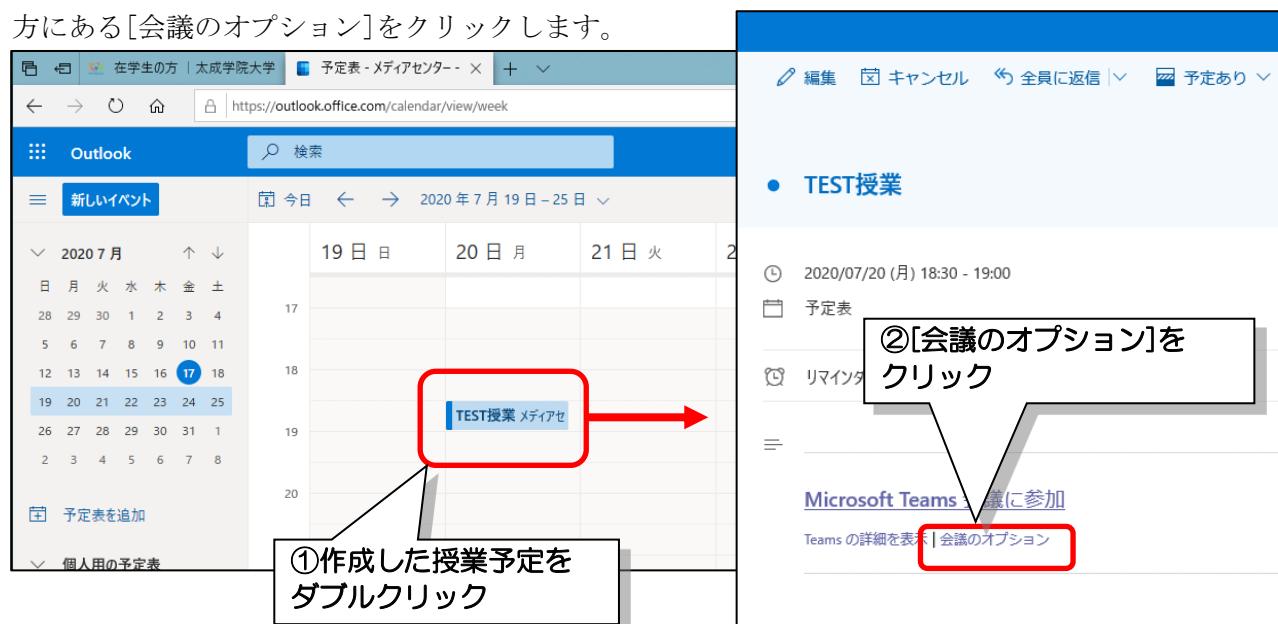 方にある[会議のオプション]をクリックします。
在学生の方 | 太成学院大学
予定表 - メディアセンター -
https://outlook.office.com/calendar/view/week
Outlook
検索
新しいイベント
今日
2020 年 7 月 19 日 – 25 日
2020 7 月
日 月 火 水 木 金 土
28 29 30 1 2 3 4
5 6 7 8 9 10 11
12 13 14 15 16 17 18
19 20 21 22 23 24 25
26 27 28 29 30 31 1
2 3 4 5 6 7 8
予定表を追加
個人用の予定表
19 日 日
20 日 月
21 日 火
2
17
18
19
20
TEST授業 メディアセ
①作成した授業予定を
ダブルクリック
編集 キャンセル 全員に返信 予定あり
TEST授業
2020/07/20 (月) 18:30 - 19:00
予定表
リマインダ
②[会議のオプション]を
クリック
Microsoft Teams 議に参加
Teams の詳細を表示 | 会議のオプション